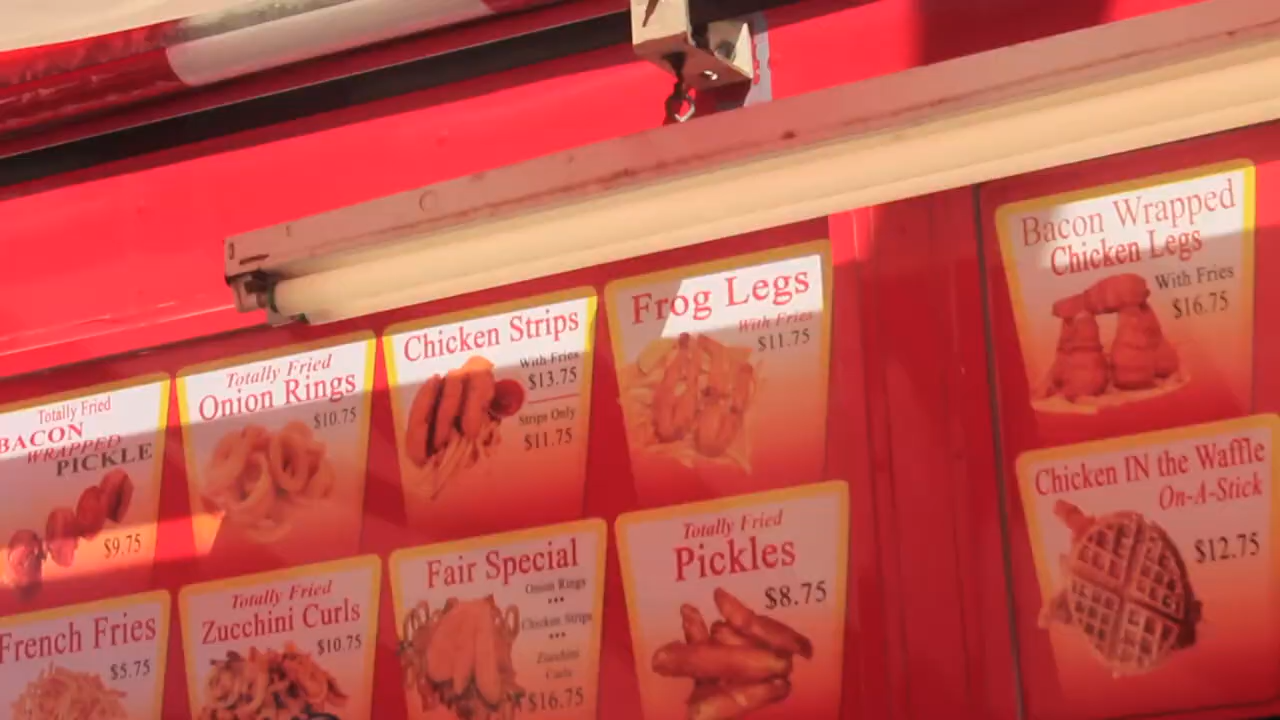 Totally Fried
BACON
WRAPPED
PICKLE
$9.75
Totally Fried
Onion Rings
$10.75
Chicken Strips
With Fries
$13.75
Strips Only
$11.75
Frog Legs
With Fries
$11.75
Bacon Wrapped
Chicken Legs
With Fries
$16.75
French Fries
$5.75
Totally Fried
Zucchini Curls
$10.75
Fair Special
Onion Rings
•••
Chicken Strips
•••
Zucchini
Curls
$16.75
Totally Fried
Pickles
$8.75
Chicken IN the Waffle
On-A-Stick
$12.75